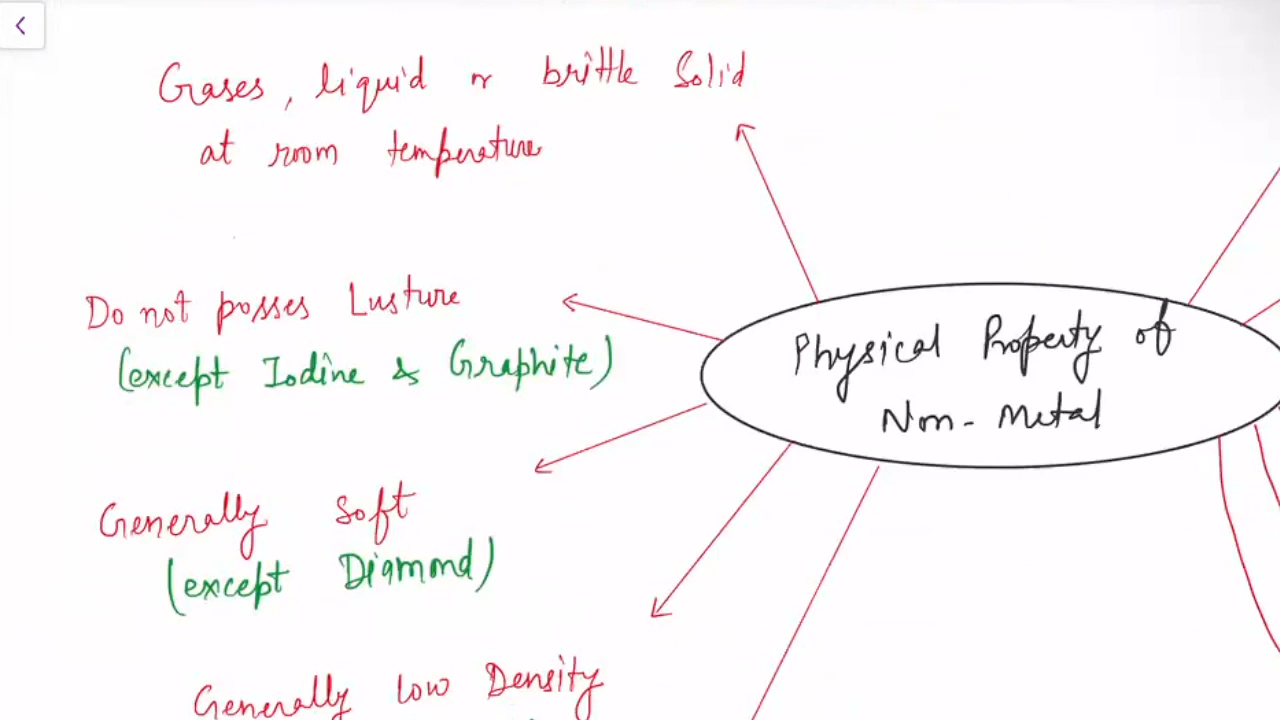 Gases, liquid or brittle Solid
at room temperature
Do not posses Lusture
(except Iodine & Graphite)
Physical Property of
Non-Metal
Generally Soft
(except Diamond)
Generally low Density